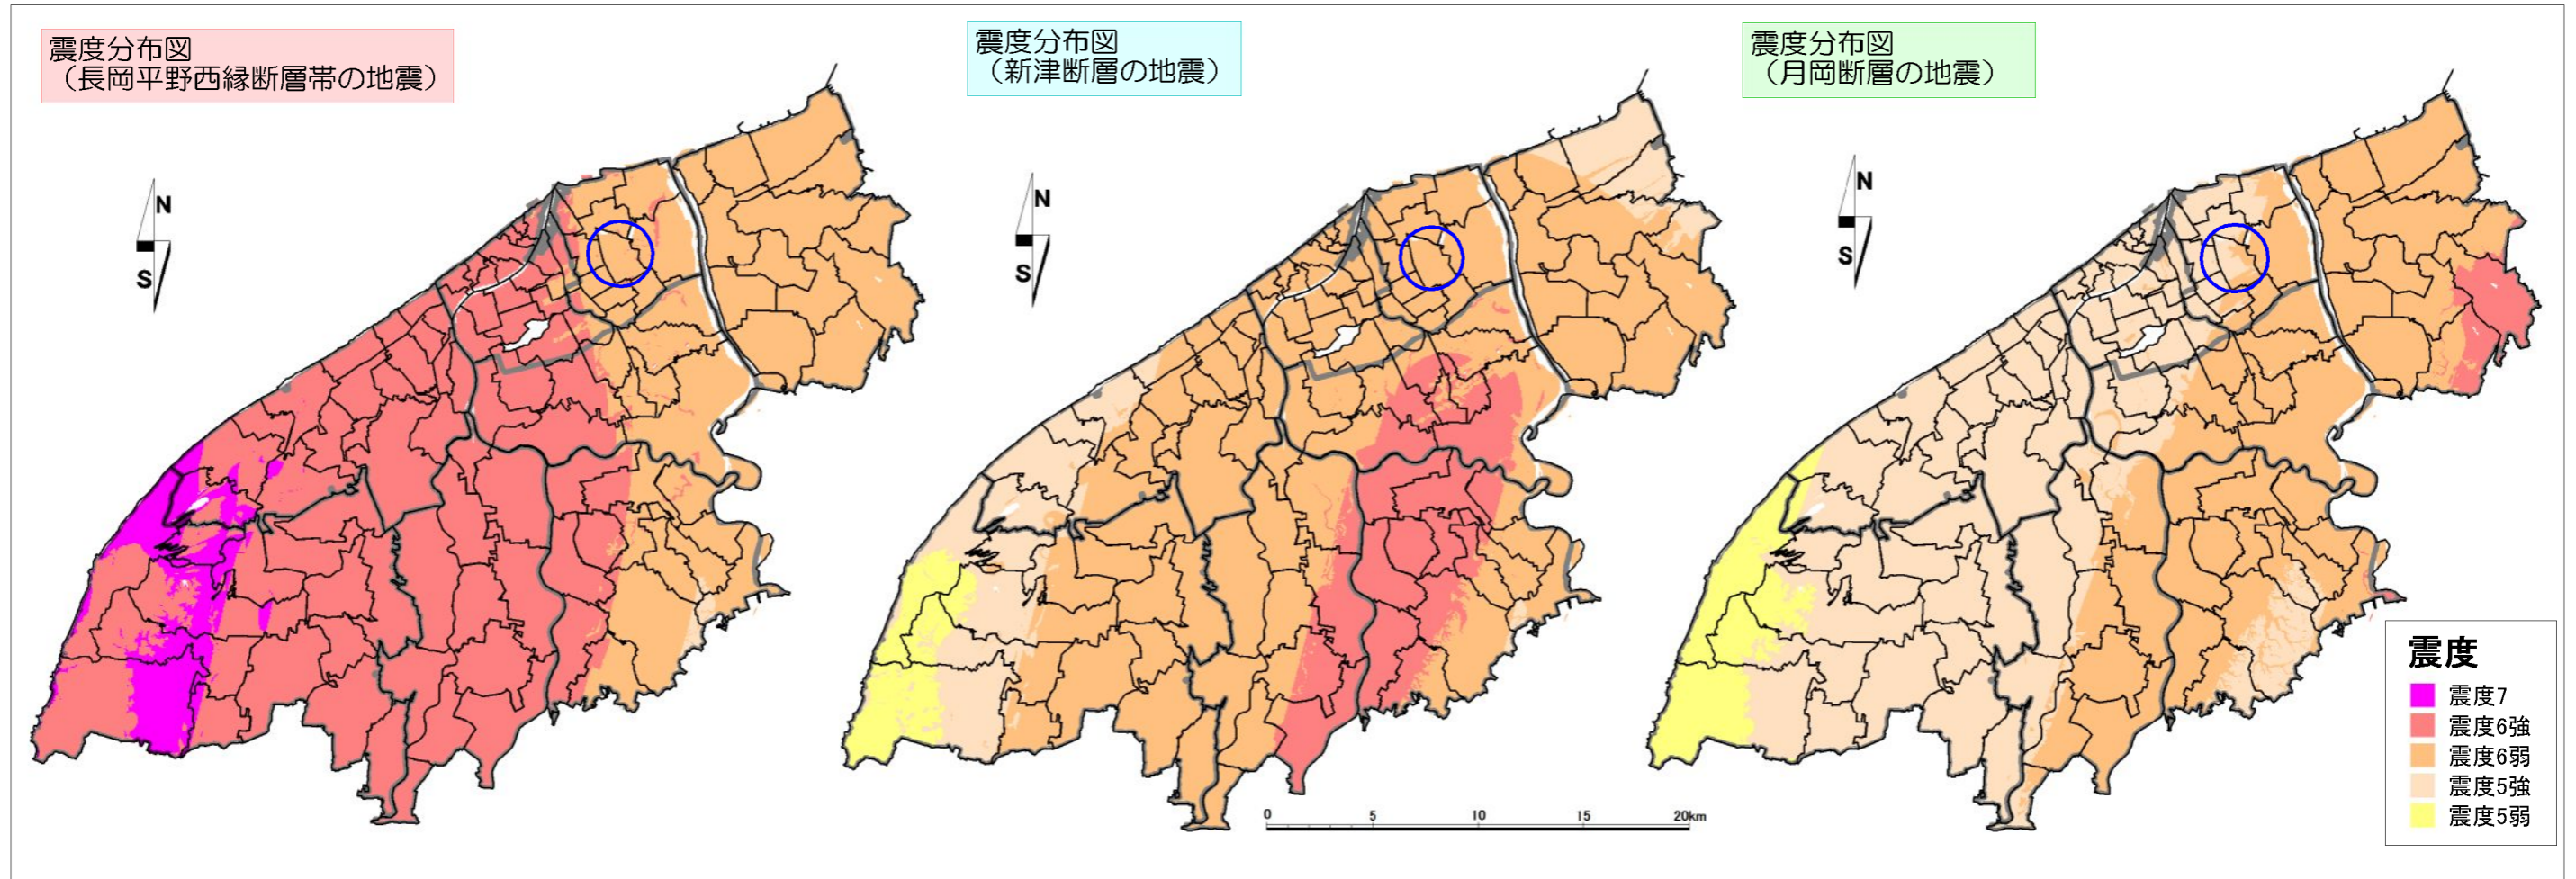 震度分布図
（長岡平野西縁断層帯の地震）
震度分布図
（新津断層の地震）
震度分布図
（月岡断層の地震）
N
S
N
S
N
S
震度
震度7
震度6強
震度6弱
震度5強
震度5弱
0 5 10 15 20km